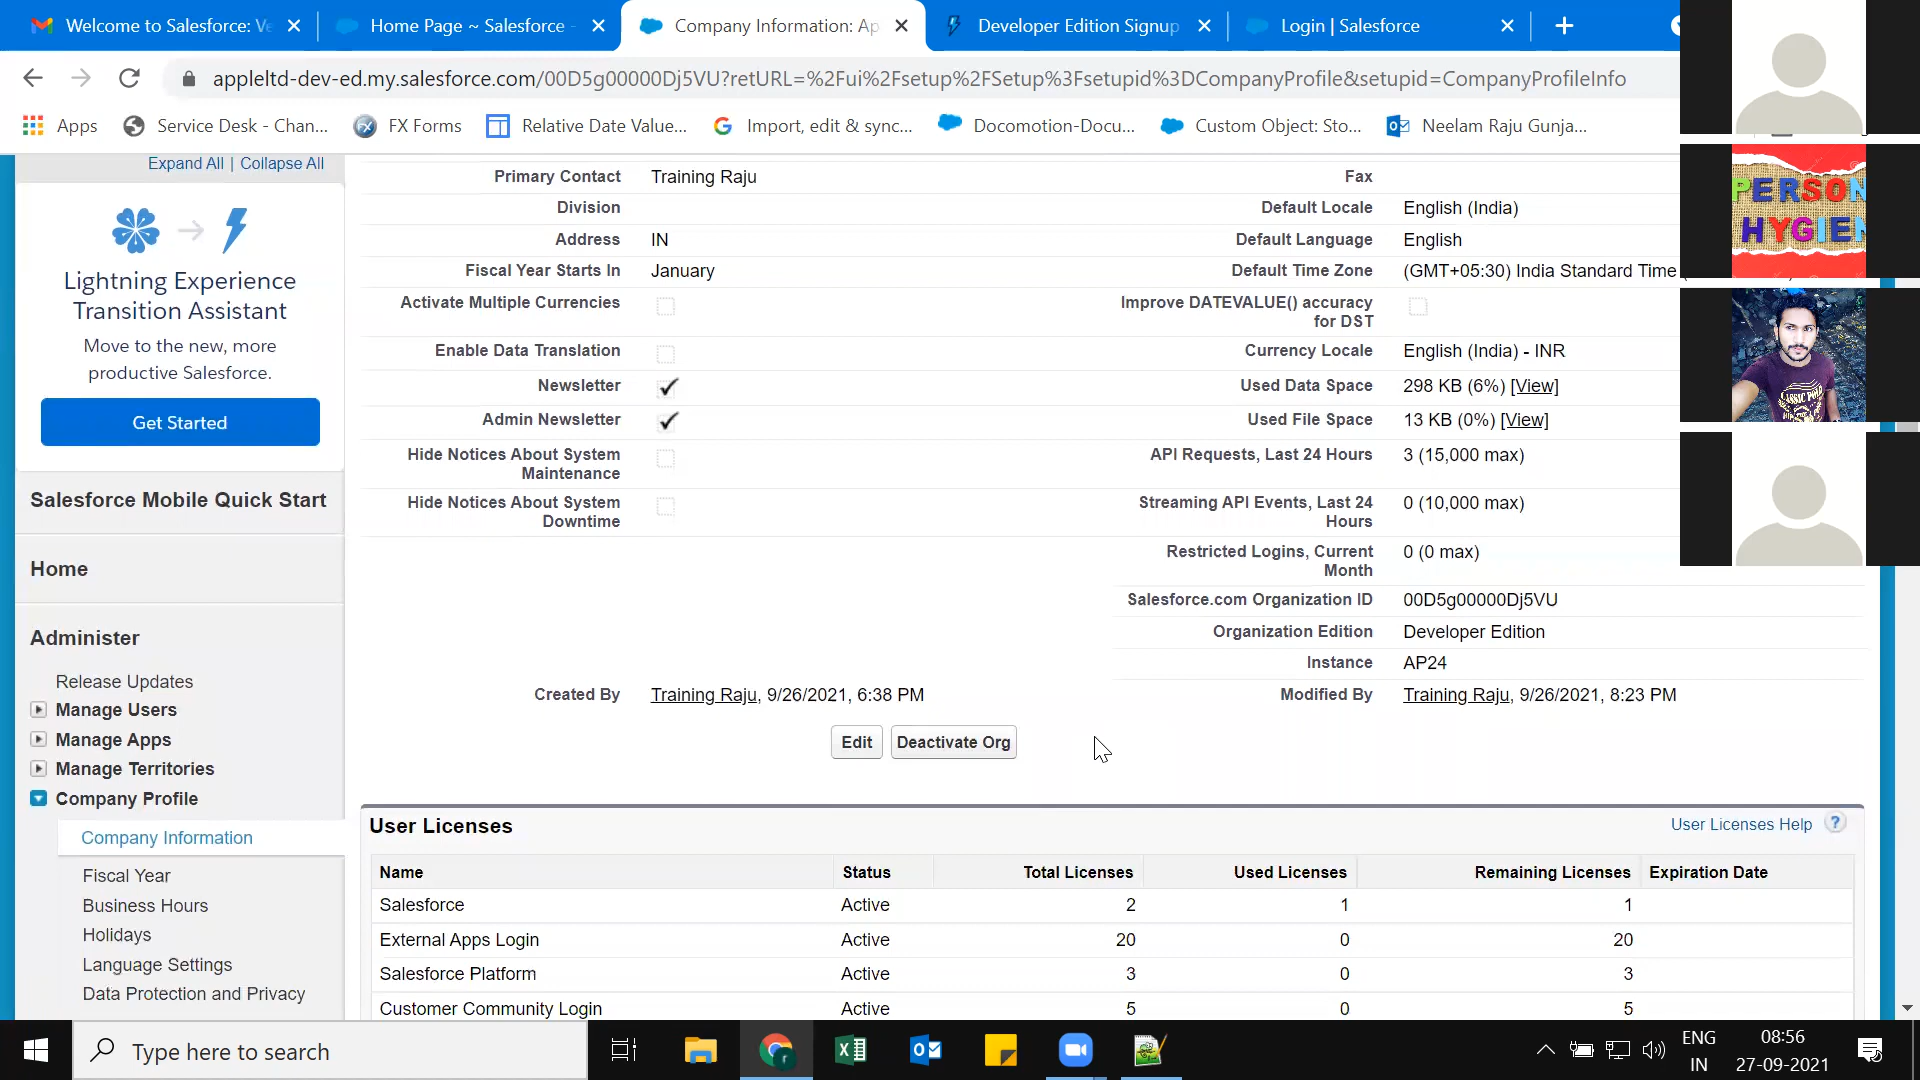 Welcome to Salesforce: Ve
Home Page ~ Salesforce -
Company Information: Ap
Developer Edition Signup
Login | Salesforce
appleltd-dev-ed.my.salesforce.com/00D5g00000Dj5VU?retURL=%2Fui%2Fsetup%2FSetup%3Fsetupid%3DCompanyProfile&setupid=CompanyProfileInfo
Apps
Service Desk - Chan...
FX Forms
Relative Date Value...
Import, edit & sync...
Docomotion-Docu...
Custom Object: Sto...
Neelam Raju Gunja...
Expand All | Collapse All
Lightning Experience
Transition Assistant
Move to the new, more
productive Salesforce.
Get Started
Salesforce Mobile Quick Start
Home
Administer
Release Updates
Manage Users
Manage Apps
Manage Territories
Company Profile
Company Information
Fiscal Year
Business Hours
Holidays
Language Settings
Data Protection and Privacy
Primary Contact Training Raju Fax
Division Default Locale English (India)
Address IN Default Language English
Fiscal Year Starts In January Default Time Zone (GMT+05:30) India Standard Time
Activate Multiple Currencies Improve DATEVALUE() accuracy
for DST
Enable Data Translation Currency Locale English (India) - INR
Newsletter Used Data Space 298 KB (6%) [View]
Admin Newsletter Used File Space 13 KB (0%) [View]
Hide Notices About System
Maintenance
API Requests, Last 24 Hours 3 (15,000 max)
Hide Notices About System
Downtime
Streaming API Events, Last 24
Hours
0 (10,000 max)
Restricted Logins, Current
Month
0 (0 max)
Salesforce.com Organization ID 00D5g00000Dj5VU
Organization Edition Developer Edition
Instance AP24
Created By Training Raju, 9/26/2021, 6:38 PM Modified By Training Raju, 9/26/2021, 8:23 PM
Edit Deactivate Org
User Licenses User Licenses Help ?
Name Status Total Licenses Used Licenses Remaining Licenses Expiration Date
Salesforce Active 2 1 1
External Apps Login Active 20 0 20
Salesforce Platform Active 3 0 3
Customer Community Login Active 5 0 5
PERSON
HYGIE
Type here to search
ENG
IN
08:56
27-09-2021